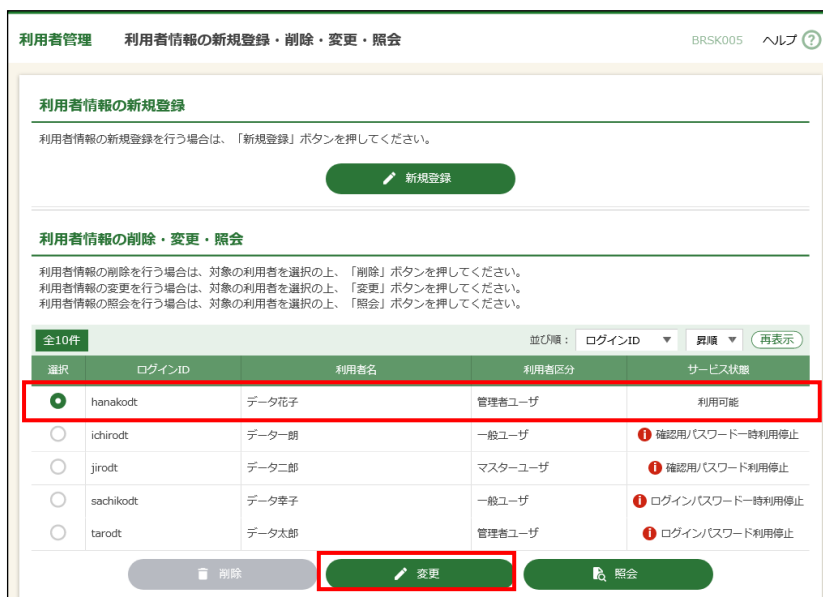 利用者管理 利用者情報の新規登録・削除・変更・照会 BRSK005 ヘルプ ?
利用者情報の新規登録
利用者情報の新規登録を行う場合は、「新規登録」ボタンを押してください。
新規登録
利用者情報の削除・変更・照会
利用者情報の削除を行う場合は、対象の利用者を選択の上、「削除」ボタンを押してください。
利用者情報の変更を行う場合は、対象の利用者を選択の上、「変更」ボタンを押してください。
利用者情報の照会を行う場合は、対象の利用者を選択の上、「照会」ボタンを押してください。
全10件 並び順： ログインID ▼ 昇順 ▼ 再表示
選択 ログインID 利用者名 利用者区分 サービス状態
hanakodt データ花子 管理者ユーザ 利用可能
ichirodt データ一朗 一般ユーザ 確認用パスワード一時利用停止
jirodt データ二郎 マスターユーザ 確認用パスワード利用停止
sachikodt データ幸子 一般ユーザ ログインパスワード一時利用停止
tarodt データ太郎 管理者ユーザ ログインパスワード利用停止
削除 変更 照会